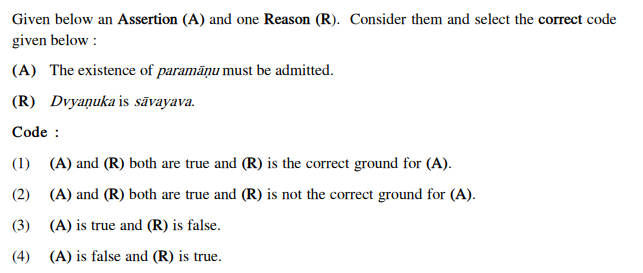 Given below an Assertion (A) and one Reason (R). Consider them and select the correct code
given below :
(A) The existence of paramāṇu must be admitted.
(R) Dvyaṇuka is sāvayava.
Code :
(1) (A) and (R) both are true and (R) is the correct ground for (A).
(2) (A) and (R) both are true and (R) is not the correct ground for (A).
(3) (A) is true and (R) is false.
(4) (A) is false and (R) is true.